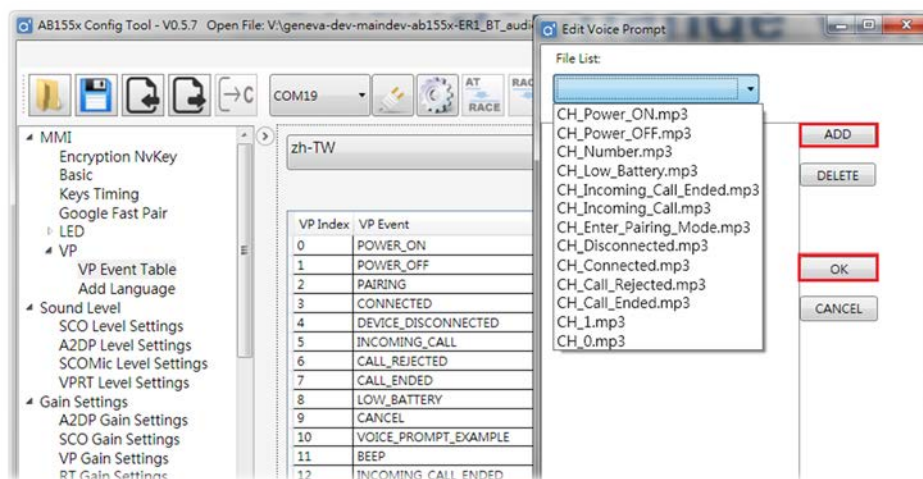 AB155x Config Tool - V0.5.7   Open File: V:\geneva-dev-maindev-ab155x-ER1_BT_audi
COM19
AT
RACE
RAC
MMI
Encryption NvKey
Basic
Keys Timing
Google Fast Pair
LED
VP
VP Event Table
Add Language
Sound Level
SCO Level Settings
A2DP Level Settings
SCOMic Level Settings
VPRT Level Settings
Gain Settings
A2DP Gain Settings
SCO Gain Settings
VP Gain Settings
RT Gain Settings
zh-TW
VP Index VP Event
0 POWER_ON
1 POWER_OFF
2 PAIRING
3 CONNECTED
4 DEVICE_DISCONNECTED
5 INCOMING_CALL
6 CALL_REJECTED
7 CALL_ENDED
8 LOW_BATTERY
9 CANCEL
10 VOICE_PROMPT_EXAMPLE
11 BEEP
12 INCOMING_CALL_ENDED
Edit Voice Prompt
File List:
CH_Power_ON.mp3
CH_Power_OFF.mp3
CH_Number.mp3
CH_Low_Battery.mp3
CH_Incoming_Call_Ended.mp3
CH_Incoming_Call.mp3
CH_Enter_Pairing_Mode.mp3
CH_Disconnected.mp3
CH_Connected.mp3
CH_Call_Rejected.mp3
CH_Call_Ended.mp3
CH_1.mp3
CH_0.mp3
ADD
DELETE
OK
CANCEL